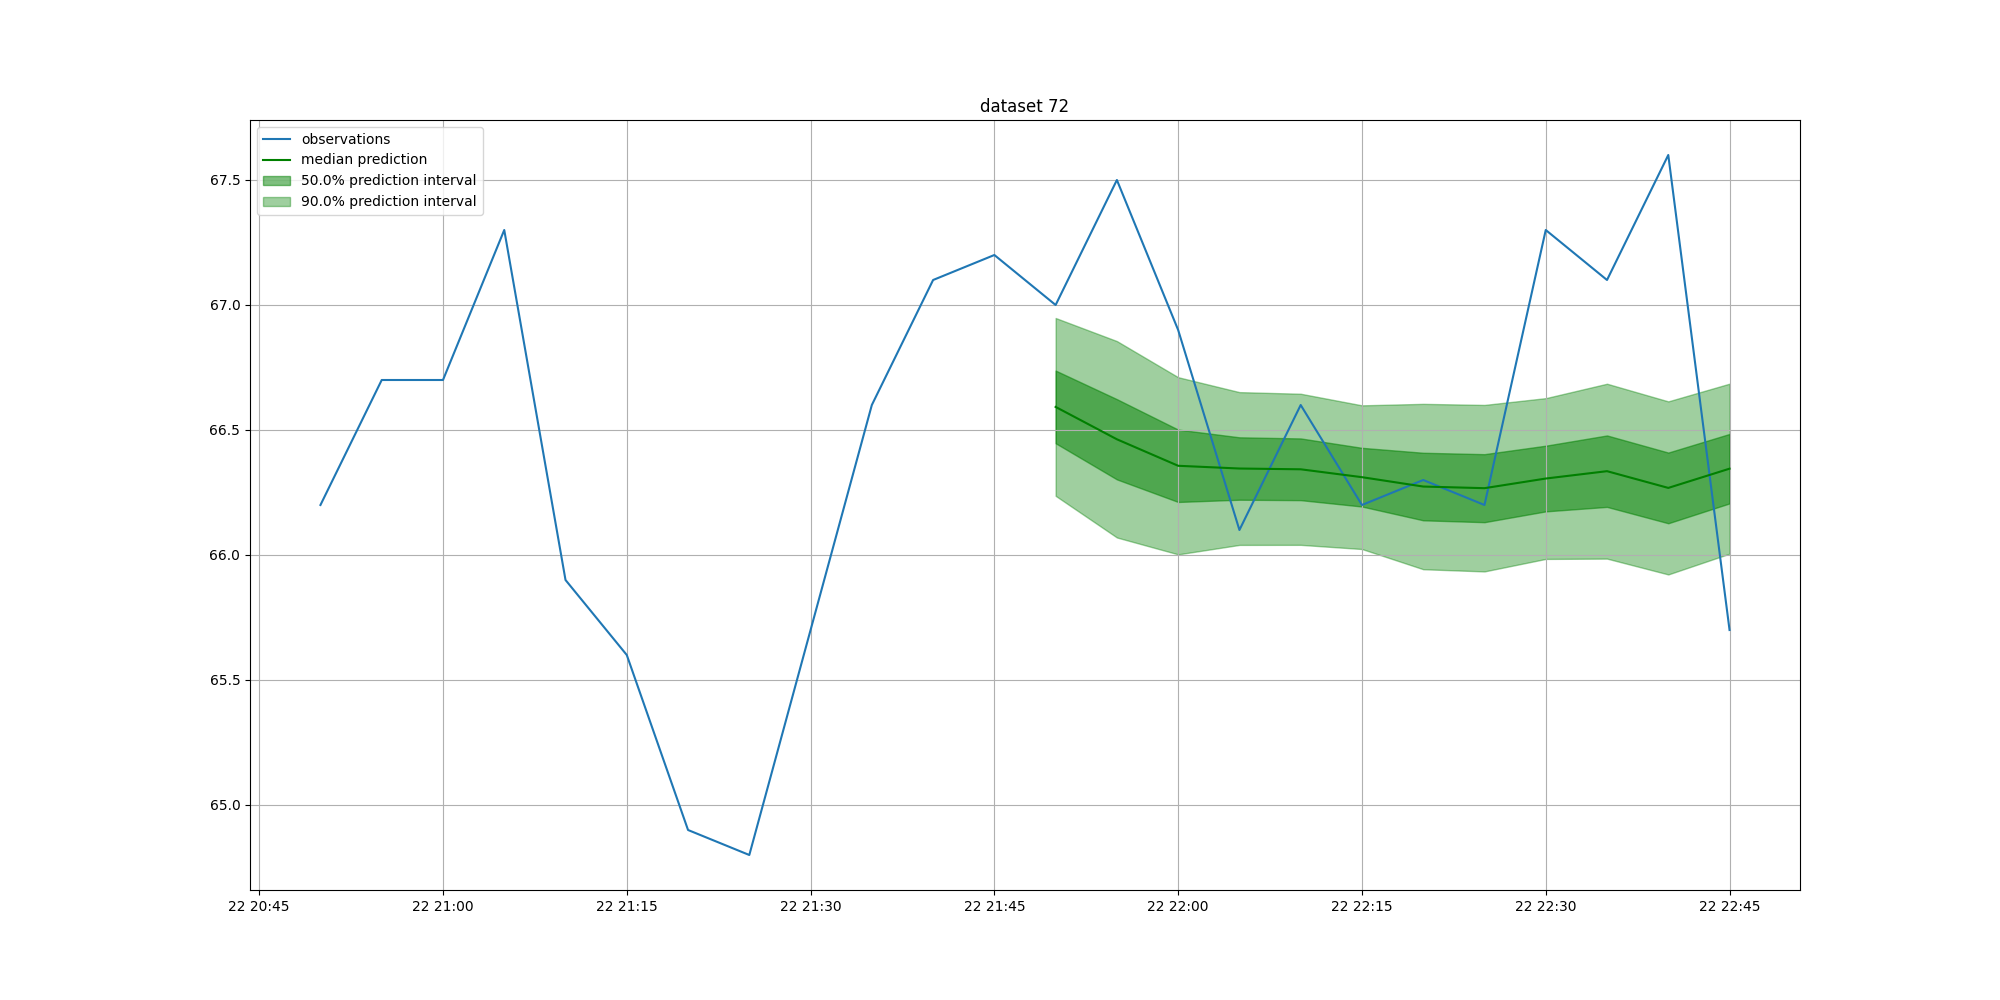 dataset 72
observations
median prediction
50.0% prediction interval
90.0% prediction interval
67.5
67.0
66.5
66.0
65.5
65.0
22 20:45 22 21:00 22 21:15 22 21:30 22 21:45 22 22:00 22 22:15 22 22:30 22 22:45